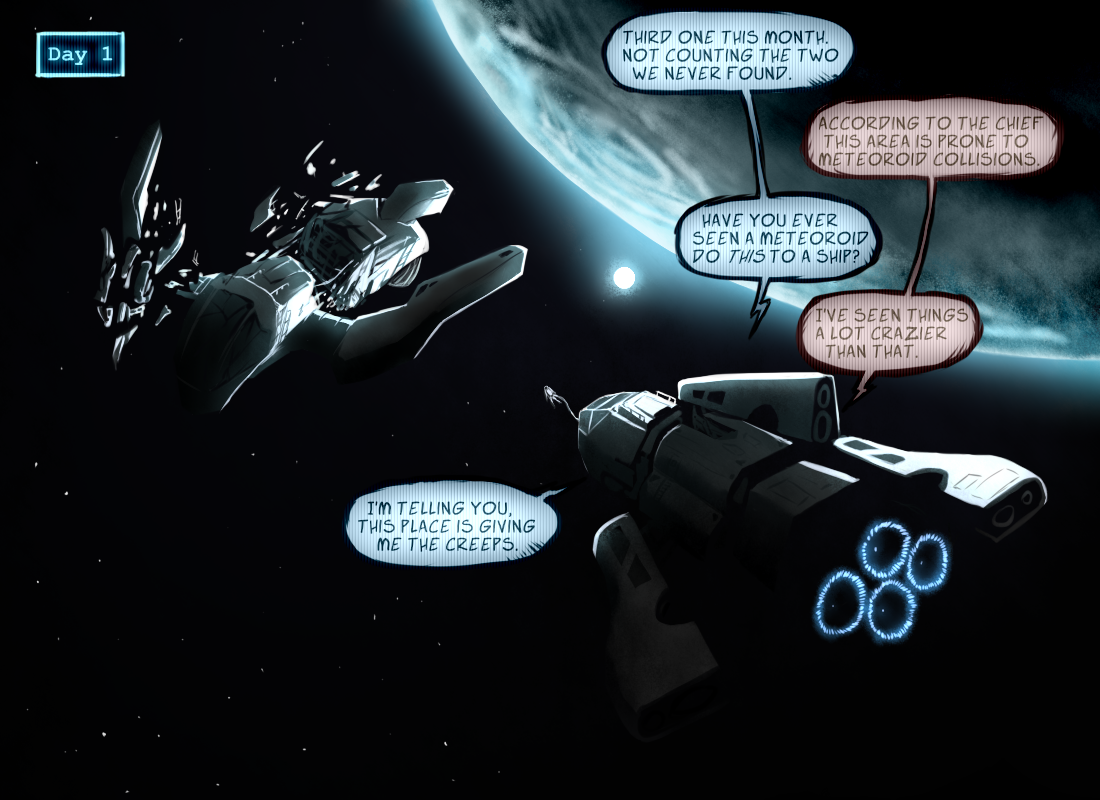 Day 1
THIRD ONE THIS MONTH.
NOT COUNTING THE TWO
WE NEVER FOUND.
ACCORDING TO THE CHIEF
THIS AREA IS PRONE TO
METEOROID COLLISIONS.
HAVE YOU EVER
SEEN A METEOROID
DO THIS TO A SHIP?
I'VE SEEN THINGS
A LOT CRAZIER
THAN THAT.
I'M TELLING YOU,
THIS PLACE IS GIVING
ME THE CREEPS.